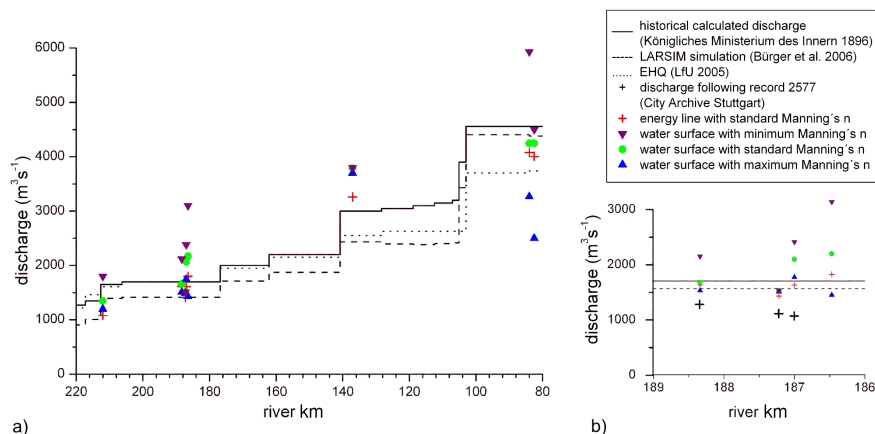 historical calculated discharge
(Königliches Ministerium des Innern 1896)
LARSIM simulation (Bürger et al. 2006)
EHQ (LfU 2005)
discharge following record 2577
(City Archive Stuttgart)
energy line with standard Manning´s n
water surface with minimum Manning´s n
water surface with standard Manning´s n
water surface with maximum Manning´s n
discharge (m³s⁻¹)
6000
5000
4000
3000
2000
1000
0
220
200
180
160
140
120
100
80
river km
a)
discharge (m³s⁻¹)
3000
2000
1000
0
189
188
187
186
river km
b)